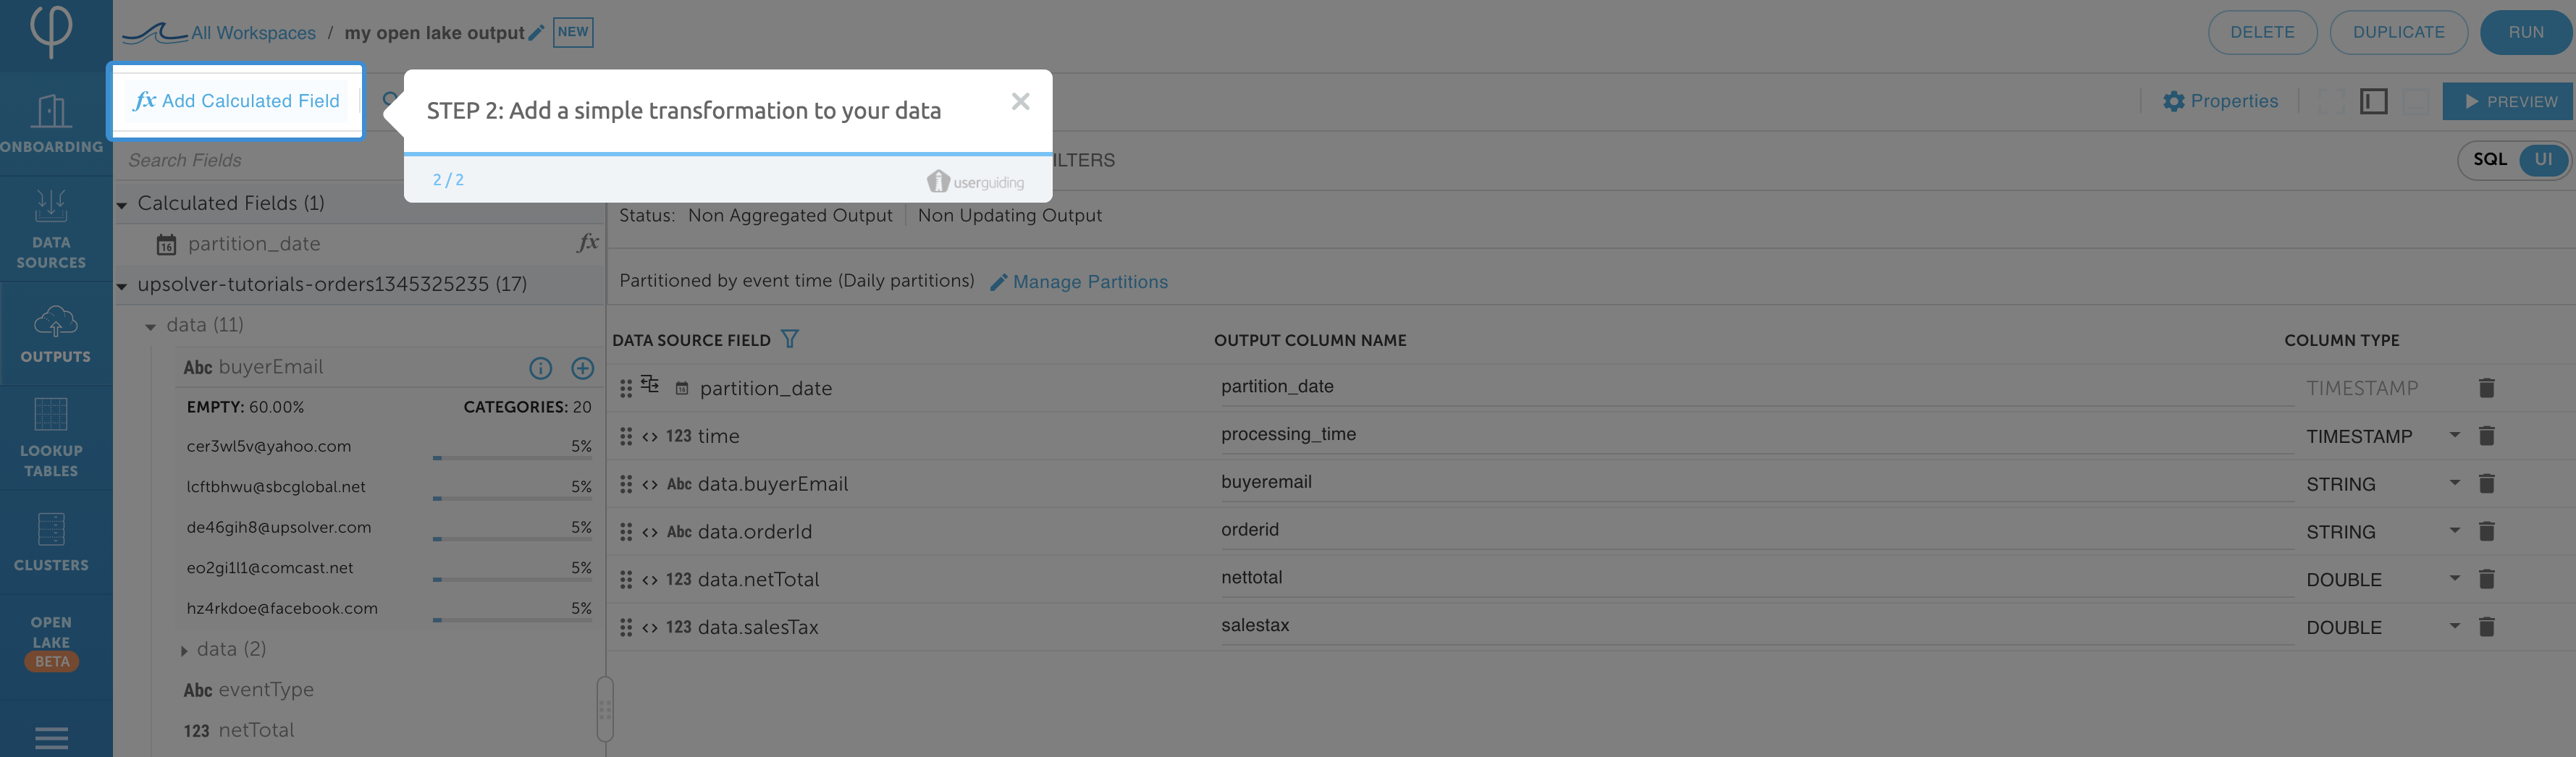 All Workspaces / my open lake output NEW
DELETE DUPLICATE RUN
fx Add Calculated Field
STEP 2: Add a simple transformation to your data
2 / 2
userguiding
Properties
PREVIEW
Search Fields
ILTERS
SQL UI
Calculated Fields (1)
16 partition_date fx
upsolver-tutorials-orders1345325235 (17)
data (11)
Abc buyerEmail
EMPTY: 60.00% CATEGORIES: 20
cer3wl5v@yahoo.com 5%
lcftbhwu@sbcglobal.net 5%
de46gih8@upsolver.com 5%
eo2gi1l1@comcast.net 5%
hz4rkdoe@facebook.com 5%
data (2)
Abc eventType
123 netTotal
Status: Non Aggregated Output Non Updating Output
Partitioned by event time (Daily partitions) Manage Partitions
DATA SOURCE FIELD OUTPUT COLUMN NAME COLUMN TYPE
16 partition_date partition_date TIMESTAMP
<> 123 time processing_time TIMESTAMP
<> Abc data.buyerEmail buyeremail STRING
<> Abc data.orderId orderid STRING
<> 123 data.netTotal nettotal DOUBLE
<> 123 data.salesTax salestax DOUBLE
ONBOARDING
DATA
SOURCES
OUTPUTS
LOOKUP
TABLES
CLUSTERS
OPEN
LAKE
BETA